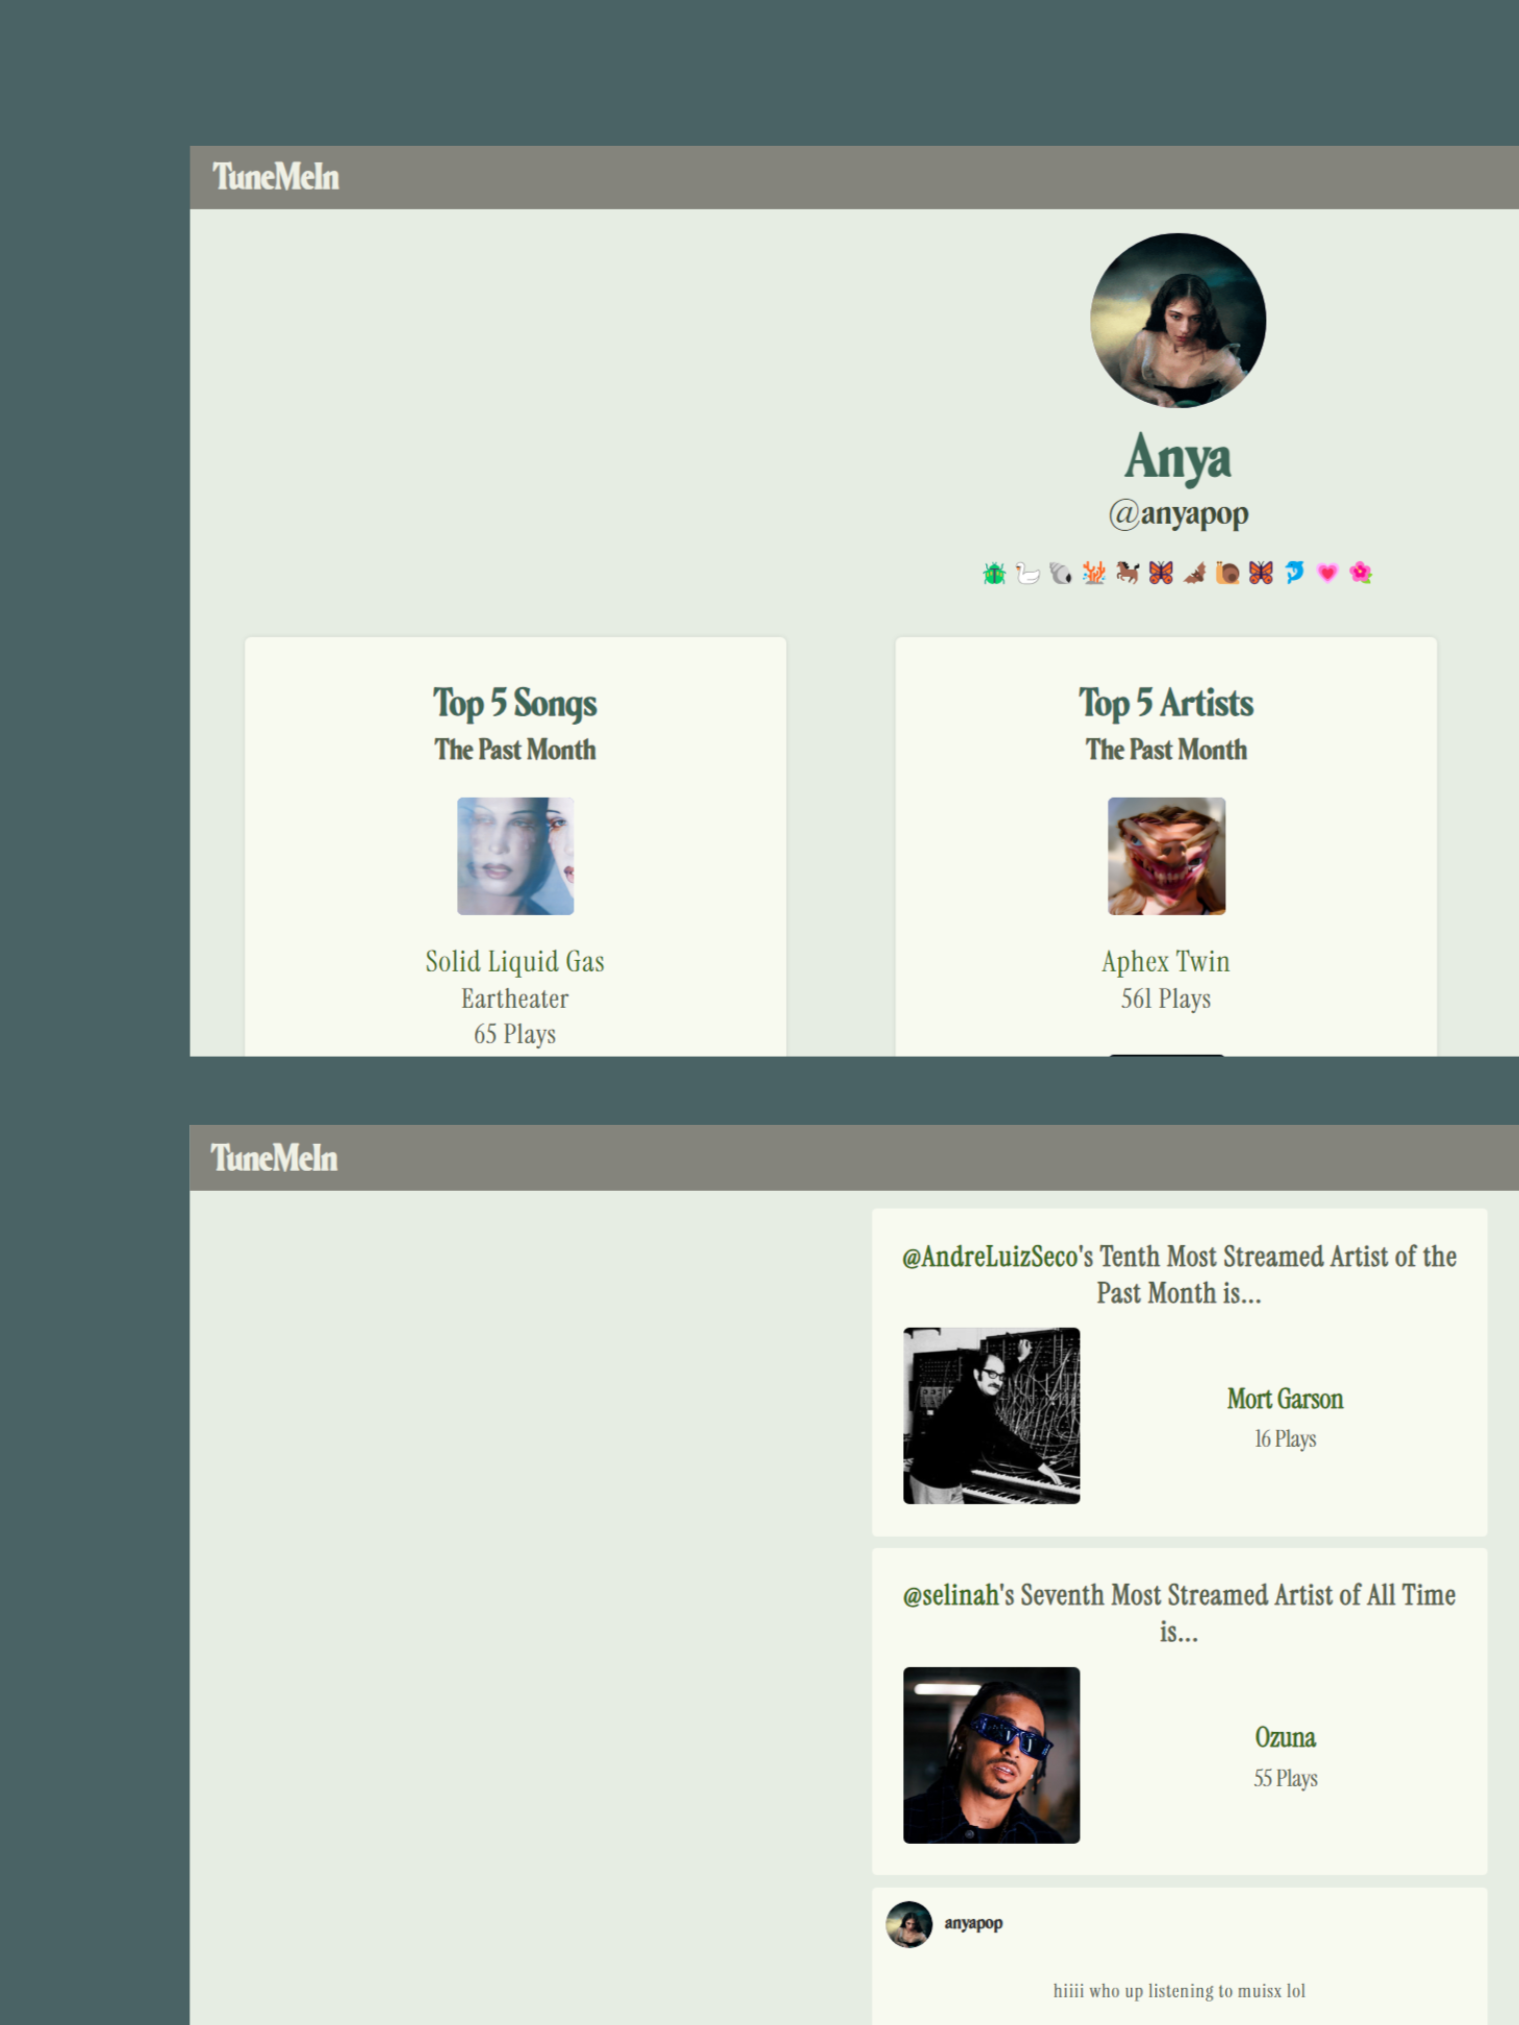 TuneMeIn
Anya
@anyapop
🪲 🦢 🐚 🪸 🐎 🦋 🦇 🐌 🦋 🐬 💗 🌺
Top 5 Songs
The Past Month
Solid Liquid Gas
Eartheater
65 Plays
Top 5 Artists
The Past Month
Aphex Twin
561 Plays
TuneMeIn
@AndreLuizSeco's Tenth Most Streamed Artist of the
Past Month is...
Mort Garson
16 Plays
@selinah's Seventh Most Streamed Artist of All Time
is...
Ozuna
55 Plays
anyapop
hiiii who up listening to muisx lol